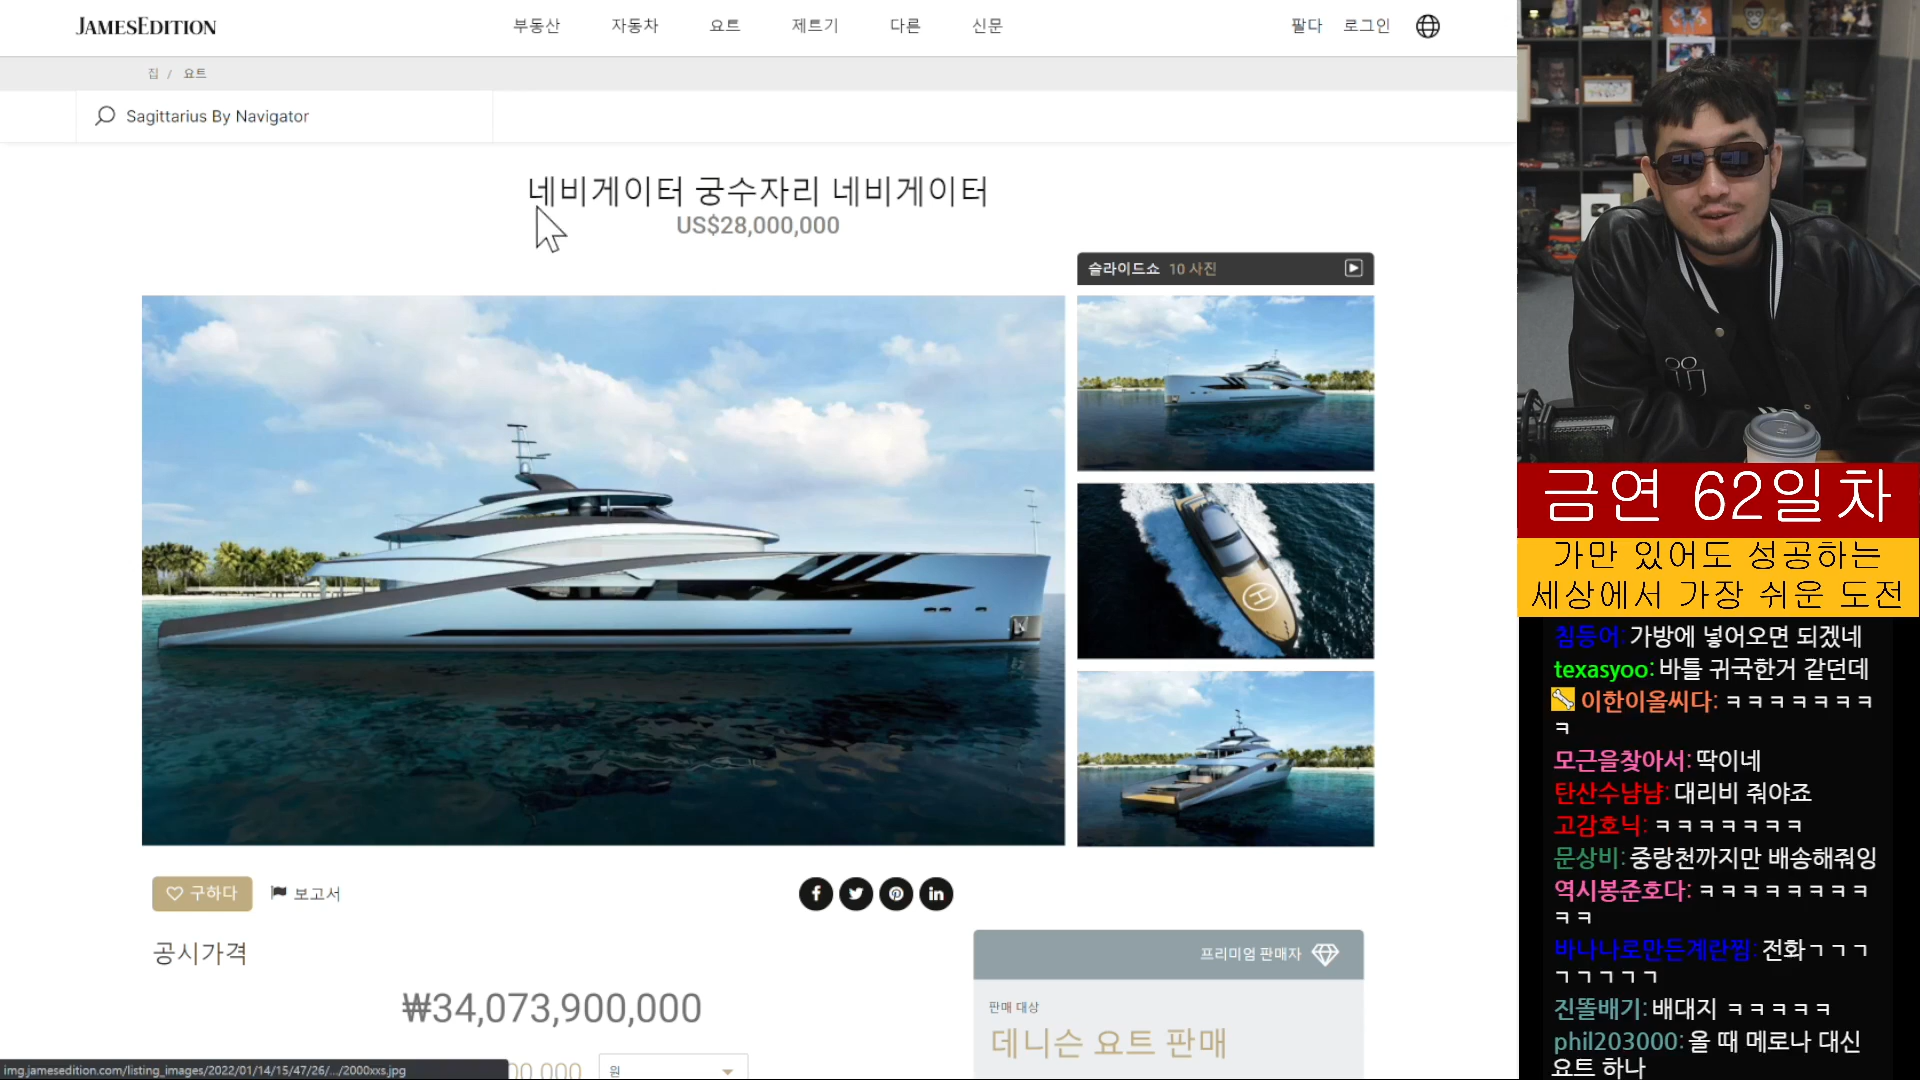 JAMESEDITION
부동산 자동차 요트 제트기 다른 신문 팔다 로그인
집 / 요트
Sagittarius By Navigator
네비게이터 궁수자리 네비게이터
US$28,000,000
슬라이드쇼 10 사진
구하다 보고서
공시가격
₩34,073,900,000
원
프리미엄 판매자
판매 대상
데니슨 요트 판매
img.jamesedition.com/listing_images/2022/01/14/15/47/26/.../2000xxs.jpg
금연 62일차
가만 있어도 성공하는
세상에서 가장 쉬운 도전
침등어: 가방에 넣어오면 되겠네
texasyoo: 바틀 귀국한거 같던데
이한이올씨다: ㅋㅋㅋㅋㅋㅋㅋ
ㅋ
모근을찾아서: 딱이네
탄산수냠냠: 대리비 줘야죠
고감호닉: ㅋㅋㅋㅋㅋㅋㅋ
문상비: 중랑천까지만 배송해줘잉
역시봉준호다: ㅋㅋㅋㅋㅋㅋㅋㅋ
ㅋㅋ
바나나로만든계란찜: 전화ㄱㄱㄱ
ㄱㄱㄱㄱㄱ
진똘배기: 배대지 ㅋㅋㅋㅋㅋ
phil203000: 올 때 메로나 대신
요트 하나